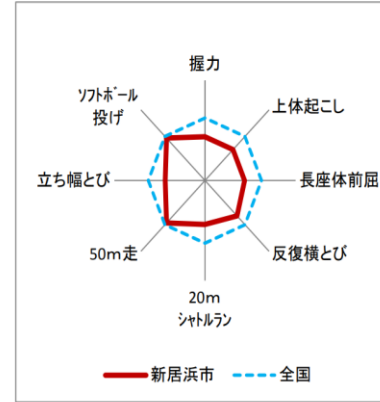 握力
上体起こし
長座体前屈
反復横とび
20m
シャトルラン
50m走
立ち幅とび
ソフトボール
投げ
新居浜市
全国